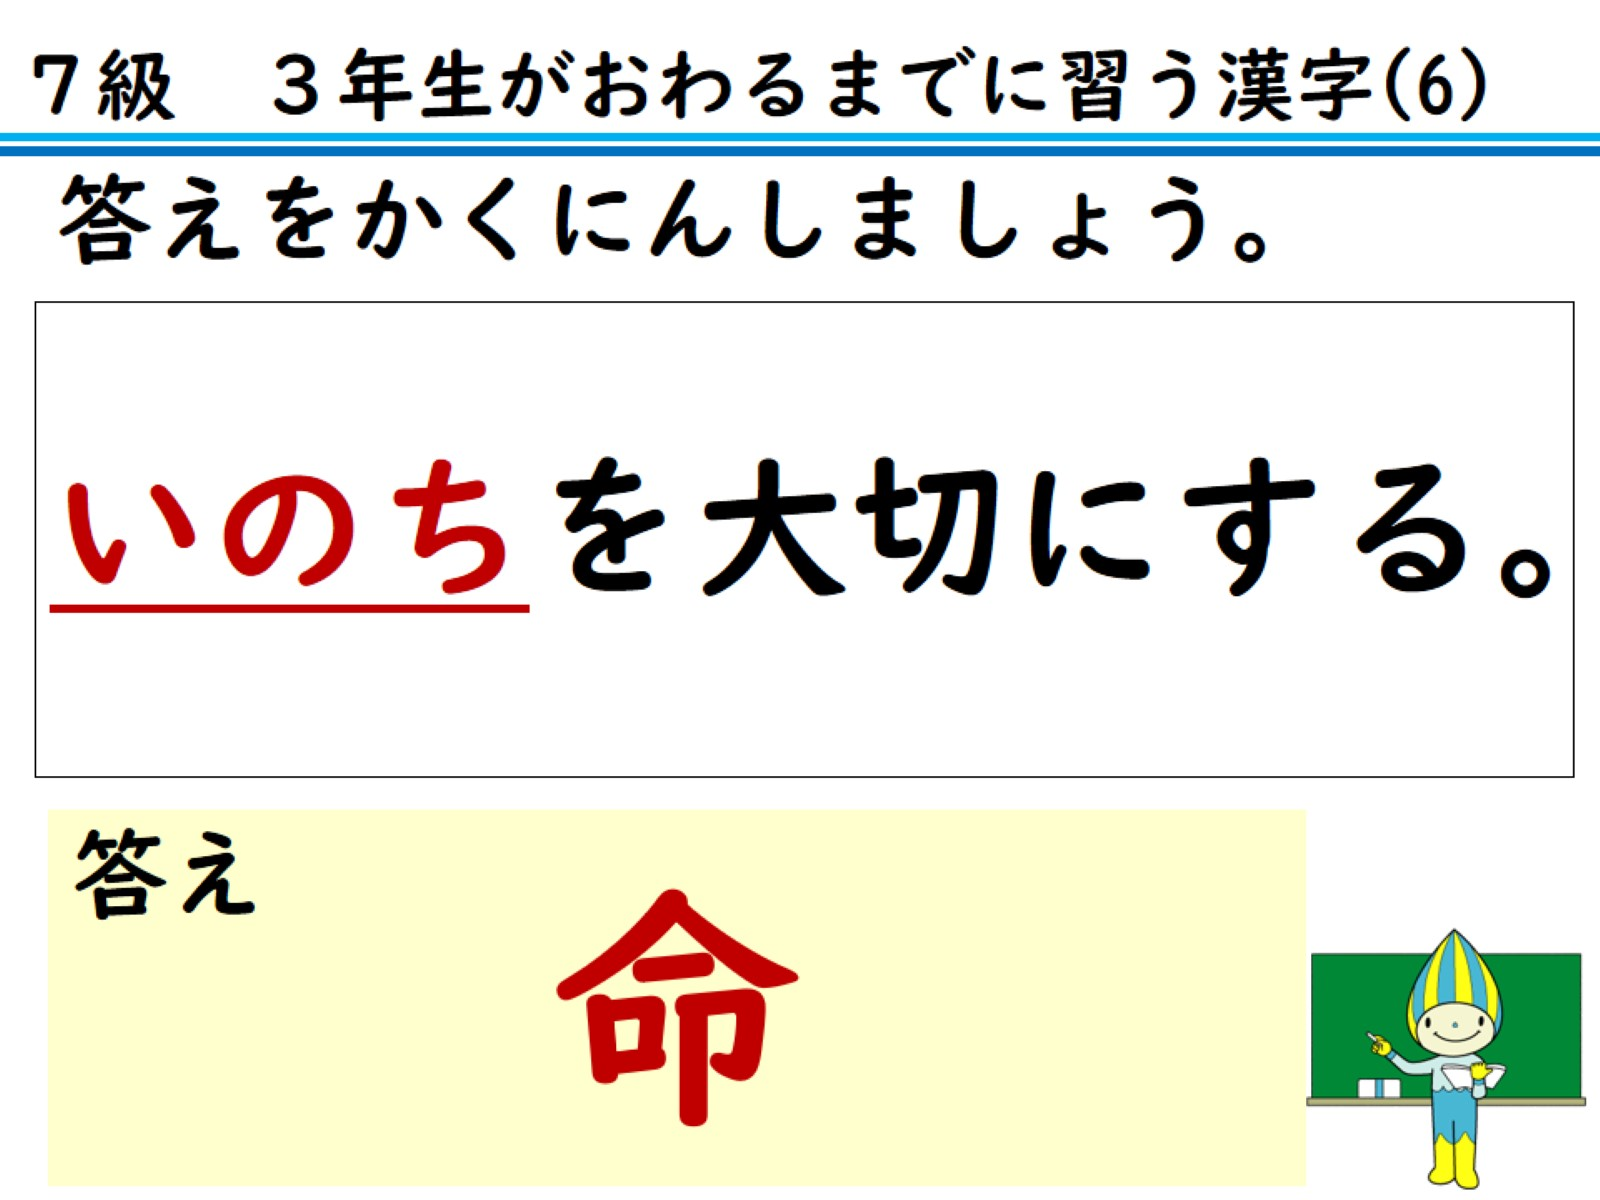 ７級　３年生がおわるまでに習う漢字(6)
答えをかくにんしましょう。
いのちを大切にする。
答え
命